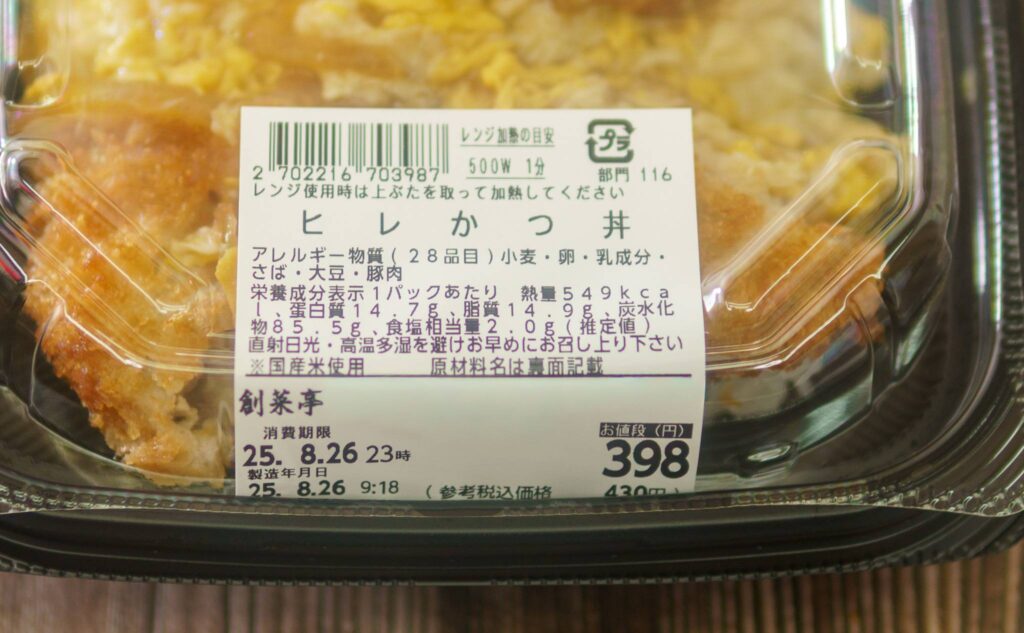 レンジ加熱の目安
500W 1分
プラ
2 702216 703987
部門 116
レンジ使用時は上ぶたを取って加熱してください
ヒレかつ丼
アレルギー物質(28品目)小麦・卵・乳成分・
さば・大豆・豚肉
栄養成分表示1パックあたり 熱量549kca
l、蛋白質14.7g、脂質14.9g、炭水化
物85.5g、食塩相当量2.0g(推定値)
直射日光・高温多湿を避けお早めにお召し上り下さい
※国産米使用 原材料名は裏面記載
創菜亭
消費期限
25. 8.26 23時
お値段(円)
398
製造年月日
25. 8.26 9:18
(参考税込価格 430円)